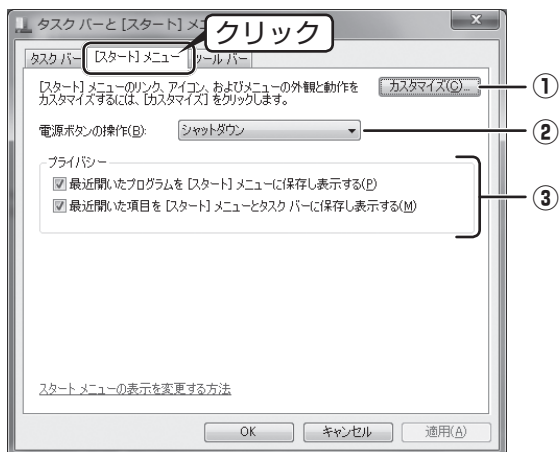 タスク バーと [スタート] メ
クリック
タスク バー
[スタート] メニュー
ール バー
[スタート] メニューのリンク、アイコン、およびメニューの外観と動作を
カスタマイズするには、[カスタマイズ] をクリックします。
カスタマイズ(C)...
①
電源ボタンの操作(B):
シャットダウン
②
プライバシー
最近開いたプログラムを [スタート] メニューに保存し表示する(P)
最近開いた項目を [スタート] メニューとタスク バーに保存し表示する(M)
③
スタート メニューの表示を変更する方法
OK
キャンセル
適用(A)